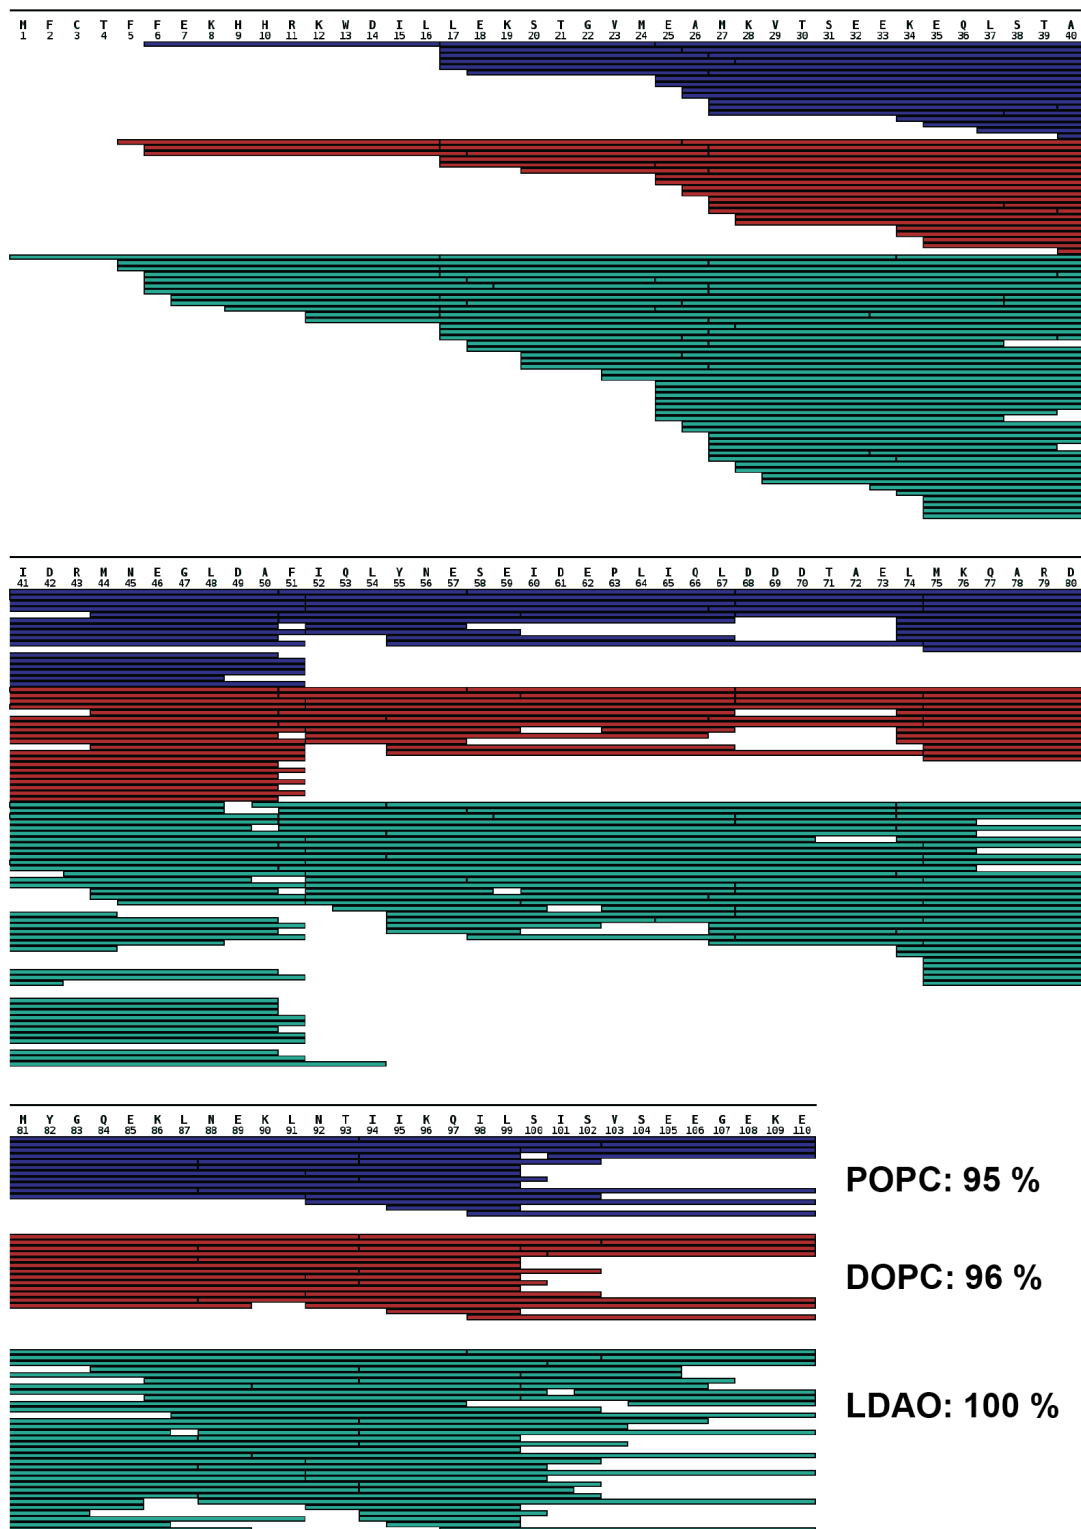 M F C T F F E K H H R K W D I L L E K S T G V M E A M K V T S E E K E Q L S T A
1 2 3 4 5 6 7 8 9 10 11 12 13 14 15 16 17 18 19 20 21 22 23 24 25 26 27 28 29 30 31 32 33 34 35 36 37 38 39 40
I D R M N E G L D A F I Q L Y N E S E I D E P L I Q L D D D T A E L M K Q A R D
41 42 43 44 45 46 47 48 49 50 51 52 53 54 55 56 57 58 59 60 61 62 63 64 65 66 67 68 69 70 71 72 73 74 75 76 77 78 79 80
M Y G Q E K L N E K L N T I I K Q I L S I S V S E E G E K E
81 82 83 84 85 86 87 88 89 90 91 92 93 94 95 96 97 98 99 100 101 102 103 104 105 106 107 108 109 110
POPC: 95 %
DOPC: 96 %
LDAO: 100 %